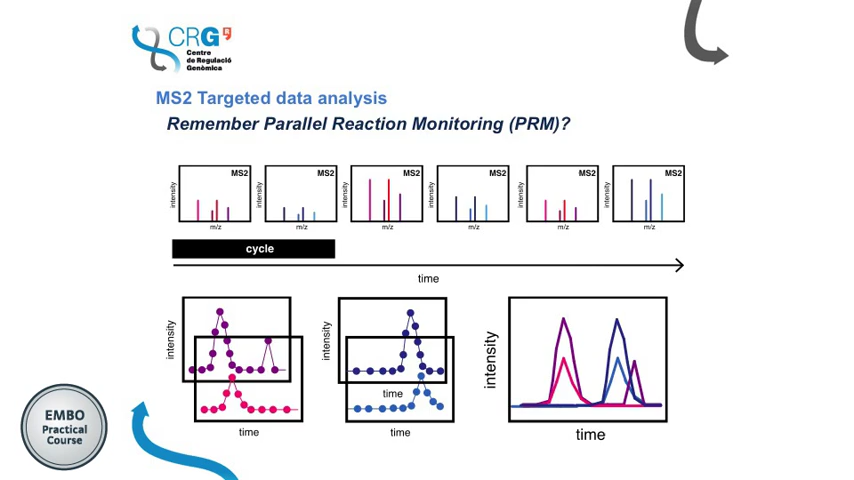 CRG
Centre
de Regulació
Genòmica
MS2 Targeted data analysis
Remember Parallel Reaction Monitoring (PRM)?
MS2
intensity
m/z
MS2
intensity
m/z
MS2
intensity
m/z
MS2
intensity
m/z
MS2
intensity
m/z
MS2
intensity
m/z
cycle
time
intensity
time
intensity
time
time
intensity
time
EMBO
Practical
Course